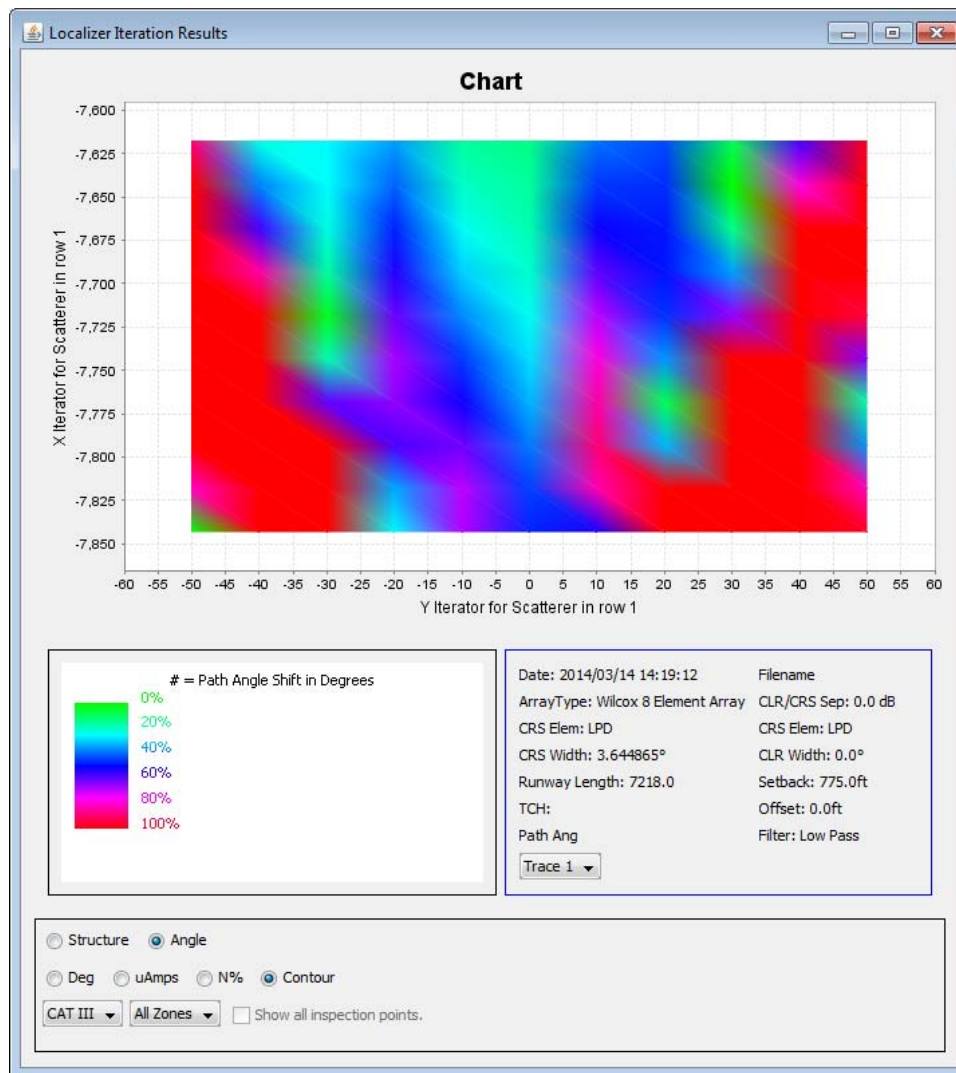 Localizer Iteration Results
Chart
X Iterator for Scatterer in row 1
-7,600
-7,625
-7,650
-7,675
-7,700
-7,725
-7,750
-7,775
-7,800
-7,825
-7,850
-60 -55 -50 -45 -40 -35 -30 -25 -20 -15 -10 -5 0 5 10 15 20 25 30 35 40 45 50 55 60
Y Iterator for Scatterer in row 1
# = Path Angle Shift in Degrees
0%
20%
40%
60%
80%
100%
Date: 2014/03/14 14:19:12 Filename
ArrayType: Wilcox 8 Element Array CLR/CRS Sep: 0.0 dB
CRS Elem: LPD CRS Elem: LPD
CRS Width: 3.644865° CLR Width: 0.0°
Runway Length: 7218.0 Setback: 775.0ft
TCH: Offset: 0.0ft
Path Ang Filter: Low Pass
Trace 1
Structure Angle
Deg uAmps N% Contour
CAT III All Zones Show all inspection points.